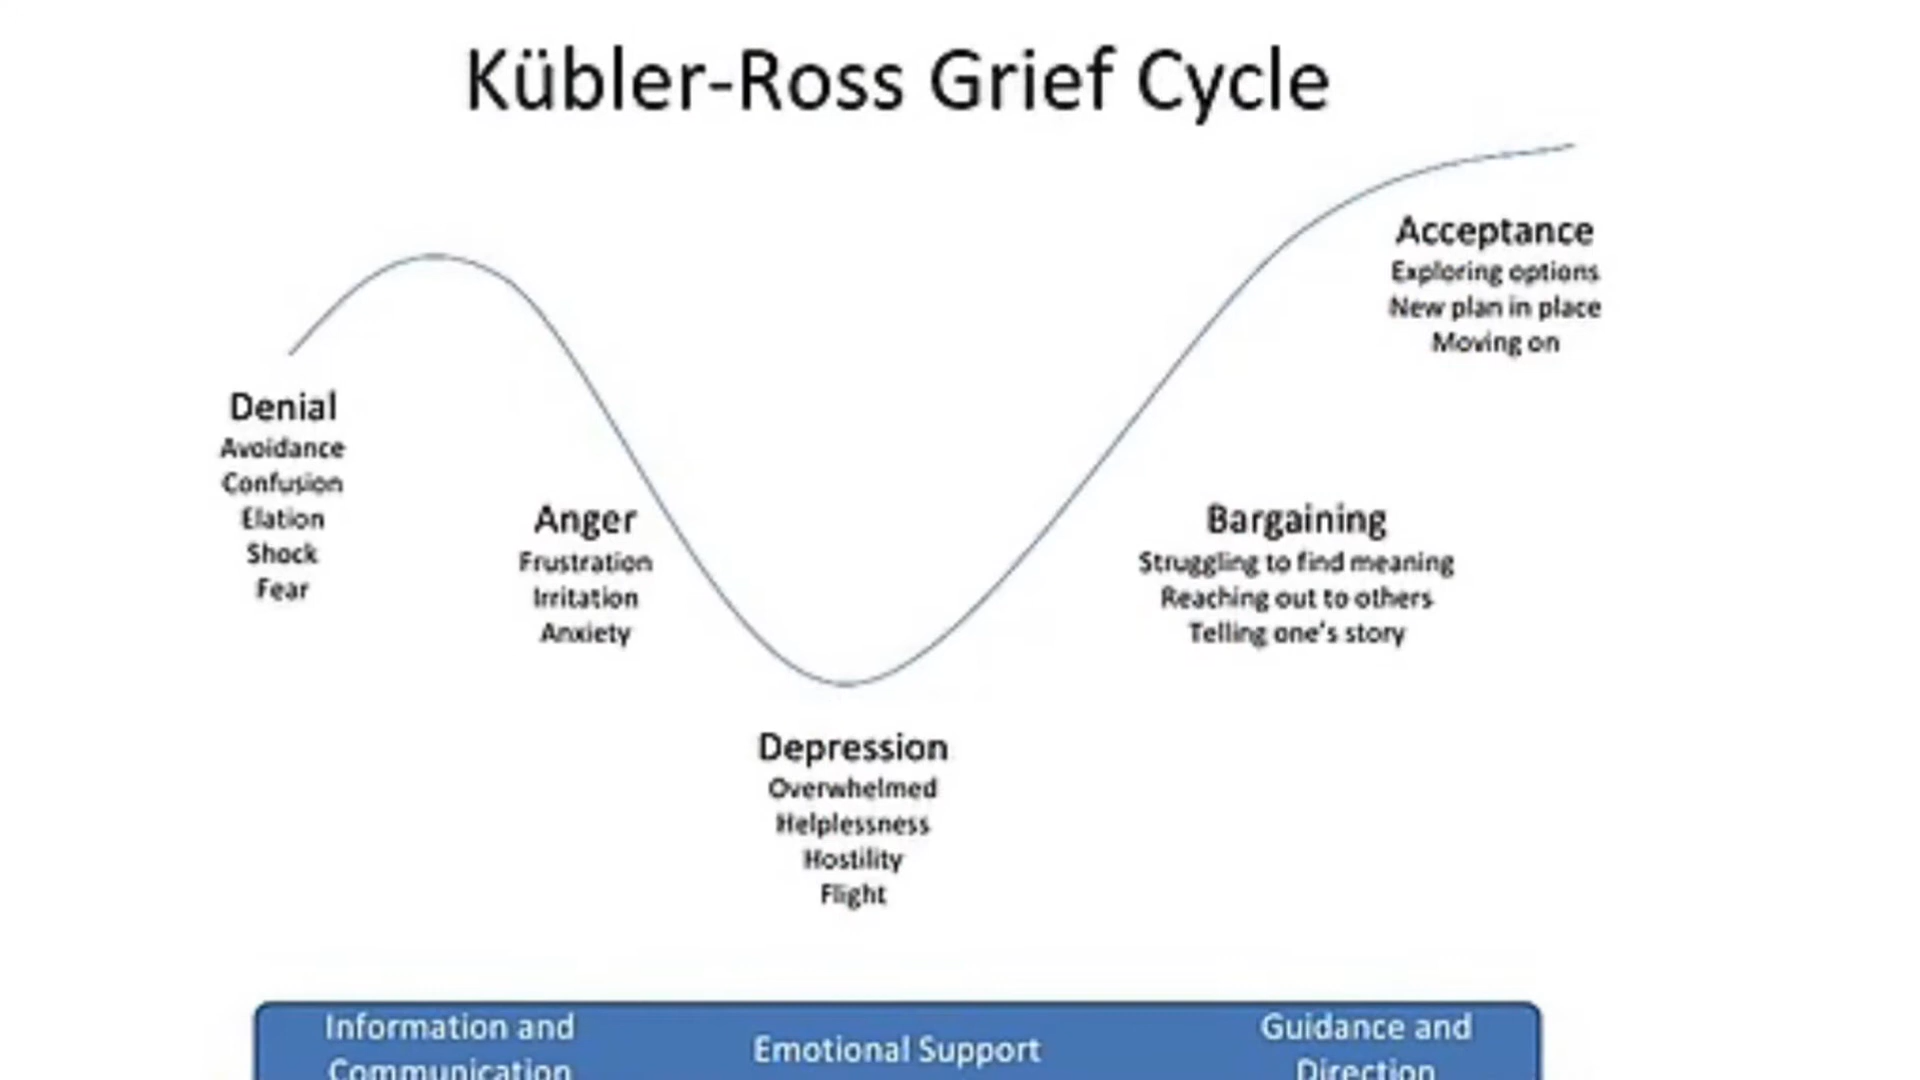 Kübler-Ross Grief Cycle
Denial
Avoidance
Confusion
Elation
Shock
Fear
Anger
Frustration
Irritation
Anxiety
Depression
Overwhelmed
Helplessness
Hostility
Flight
Bargaining
Struggling to find meaning
Reaching out to others
Telling one's story
Acceptance
Exploring options
New plan in place
Moving on
Information and
Communication
Emotional Support
Guidance and
Direction